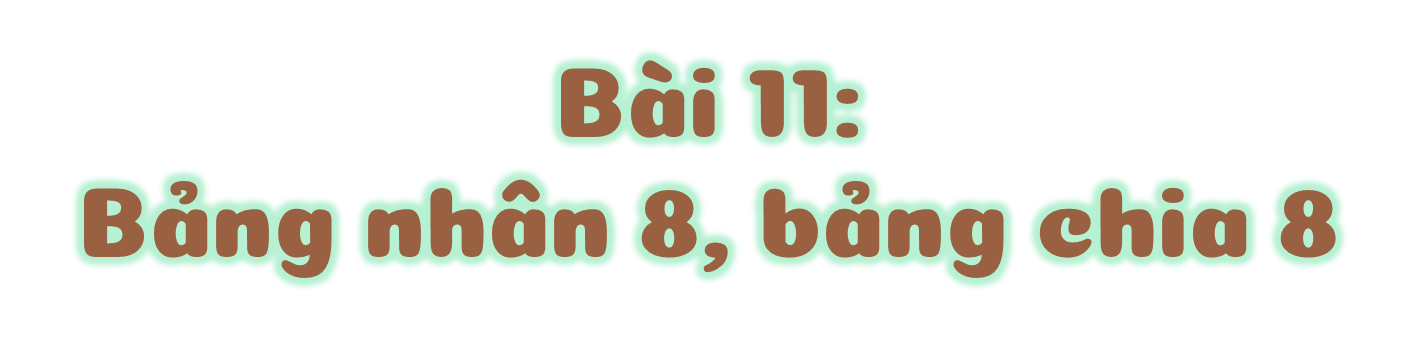 Bài 11:
Bảng nhân 8, bảng chia 8